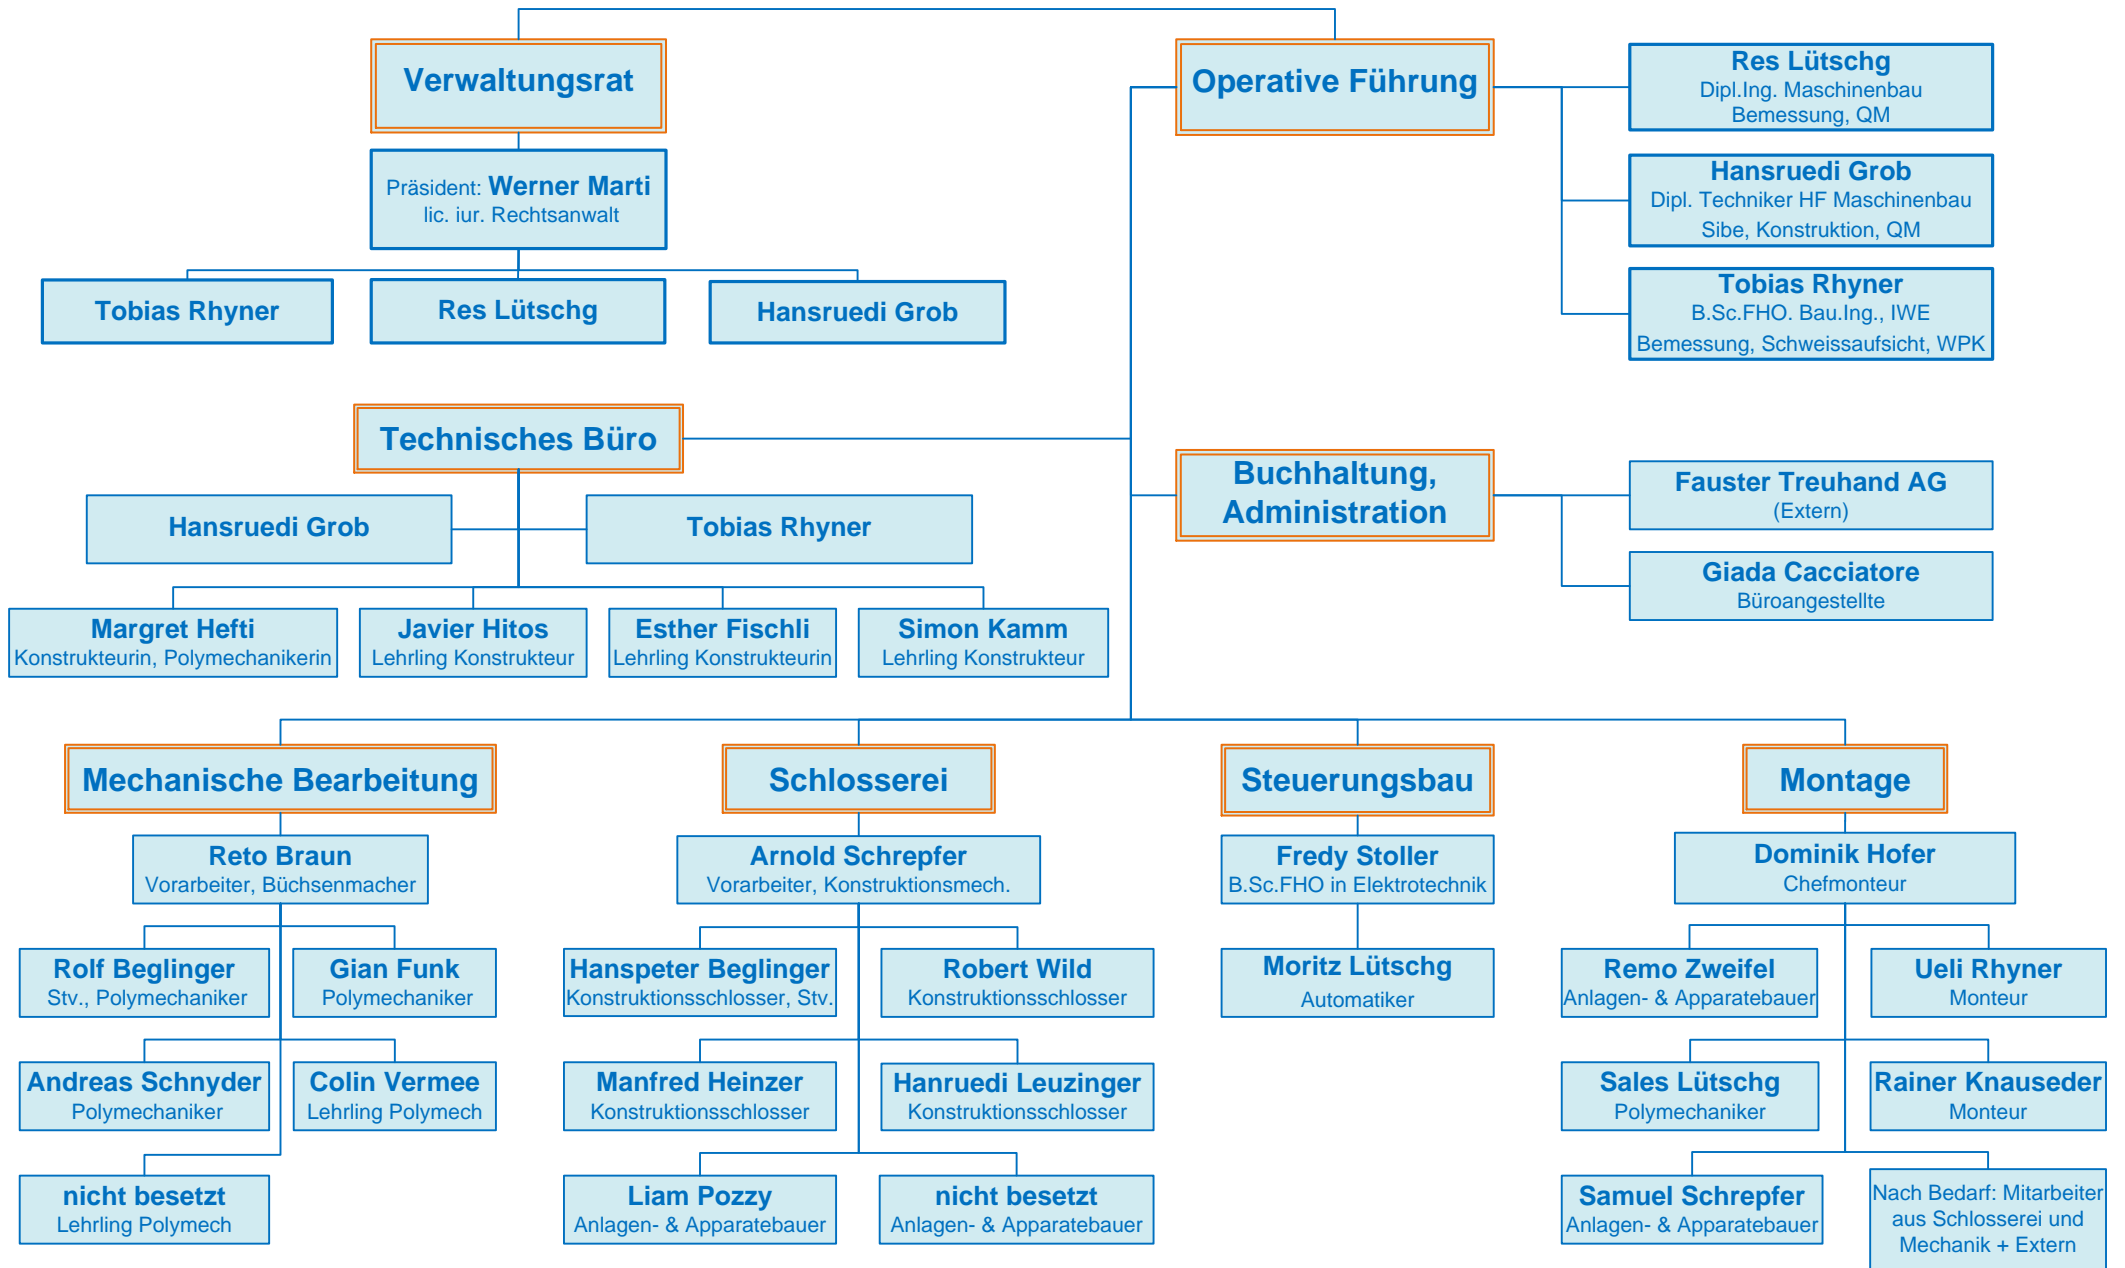 Verwaltungsrat
Präsident: Werner Marti
lic. iur. Rechtsanwalt
Tobias Rhyner
Res Lütschg
Hansruedi Grob
Operative Führung
Res Lütschg
Dipl.Ing. Maschinenbau
Bemessung, QM
Hansruedi Grob
Dipl. Techniker HF Maschinenbau
Sibe, Konstruktion, QM
Tobias Rhyner
B.Sc.FHO. Bau.Ing., IWE
Bemessung, Schweissaufsicht, WPK
Technisches Büro
Hansruedi Grob
Tobias Rhyner
Margret Hefti
Konstrukteurin, Polymechanikerin
Javier Hitos
Lehrling Konstrukteur
Esther Fischli
Lehrling Konstrukteurin
Simon Kamm
Lehrling Konstrukteur
Buchhaltung,
Administration
Fauster Treuhand AG
(Extern)
Giada Cacciatore
Büroangestellte
Mechanische Bearbeitung
Reto Braun
Vorarbeiter, Büchsenmacher
Rolf Beglinger
Stv., Polymechaniker
Gian Funk
Polymechaniker
Andreas Schnyder
Polymechaniker
Colin Vermee
Lehrling Polymech
nicht besetzt
Lehrling Polymech
Schlosserei
Arnold Schrepfer
Vorarbeiter, Konstruktionsmech.
Hanspeter Beglinger
Konstruktionsschlosser, Stv.
Robert Wild
Konstruktionsschlosser
Manfred Heinzer
Konstruktionsschlosser
Hanruedi Leuzinger
Konstruktionsschlosser
Liam Pozzy
Anlagen- & Apparatebauer
nicht besetzt
Anlagen- & Apparatebauer
Steuerungsbau
Fredy Stoller
B.Sc.FHO in Elektrotechnik
Moritz Lütschg
Automatiker
Montage
Dominik Hofer
Chefmonteur
Remo Zweifel
Anlagen- & Apparatebauer
Ueli Rhyner
Monteur
Sales Lütschg
Polymechaniker
Rainer Knauseder
Monteur
Samuel Schrepfer
Anlagen- & Apparatebauer
Nach Bedarf: Mitarbeiter
aus Schlosserei und
Mechanik + Extern